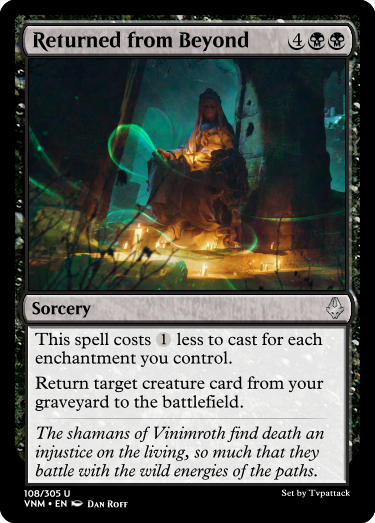 Returned from Beyond 4
Sorcery
This spell costs 1 less to cast for each
enchantment you control.
Return target creature card from your
graveyard to the battlefield.
The shamans of Vinimroth find death an
injustice on the living, so much that they
battle with the wild energies of the paths.
108/305 U
VNM • EN Dan Roff
Set by Tvpattack